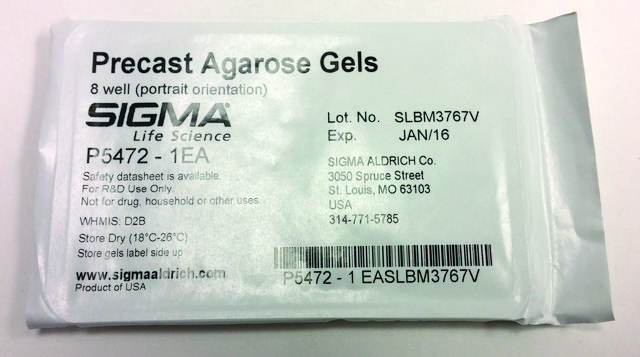 Precast Agarose Gels
8 well (portrait orientation)
SIGMA®
Life Science
P5472 - 1EA
Safety datasheet is available.
For R&D Use Only.
Not for drug, household or other uses.
WHMIS: D2B
Store Dry (18°C-26°C)
Store gels label side up
www.sigmaaldrich.com
Product of USA
Lot. No. SLBM3767V
Exp. JAN/16
SIGMA ALDRICH Co.
3050 Spruce Street
St. Louis, MO 63103
USA
314-771-5785
P5472 - 1 EASLBM3767V